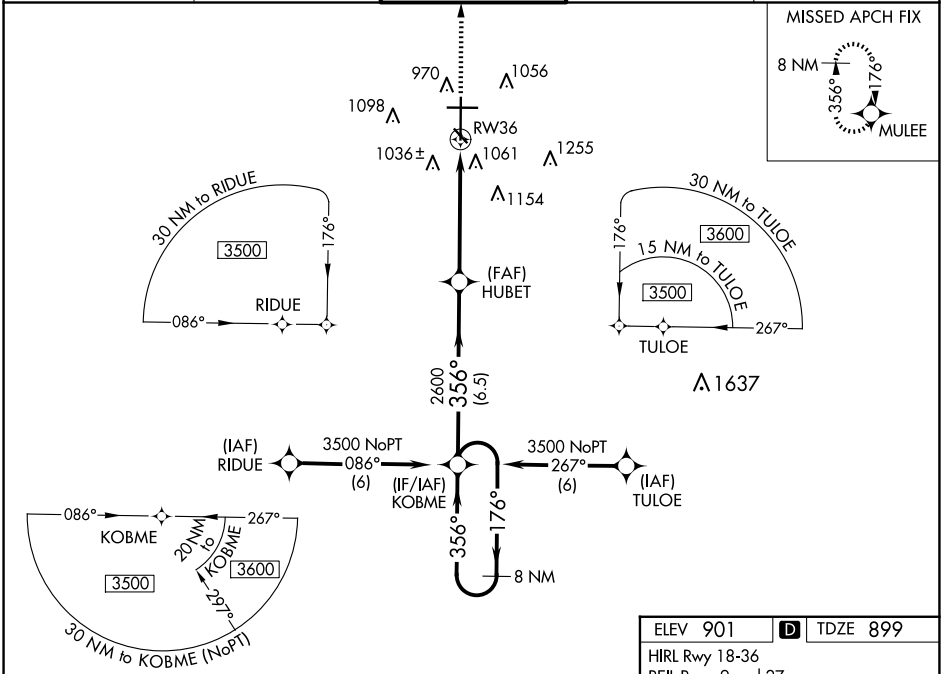 MISSED APCH FIX
8 NM
356°
176°
MULEE
970
1056
1098
RW36
1036±
1061
1255
1154
30 NM to RIDUE
3500
176°
RIDUE
086°
(FAF)
HUBET
30 NM to TULOE
3600
176°
15 NM to TULOE
3500
267°
TULOE
1637
2600
356°
(6.5)
(IAF)
RIDUE
3500 NoPT
086°
(6)
(IF/IAF)
KOBME
3500 NoPT
267°
(6)
(IAF)
TULOE
356°
176°
8 NM
086°
KOBME
267°
20 NM
to
KOBME
3500
3600
297°
30 NM to KOBME (NoPT)
ELEV 901
D
TDZE 899
HIRL Rwy 18-36